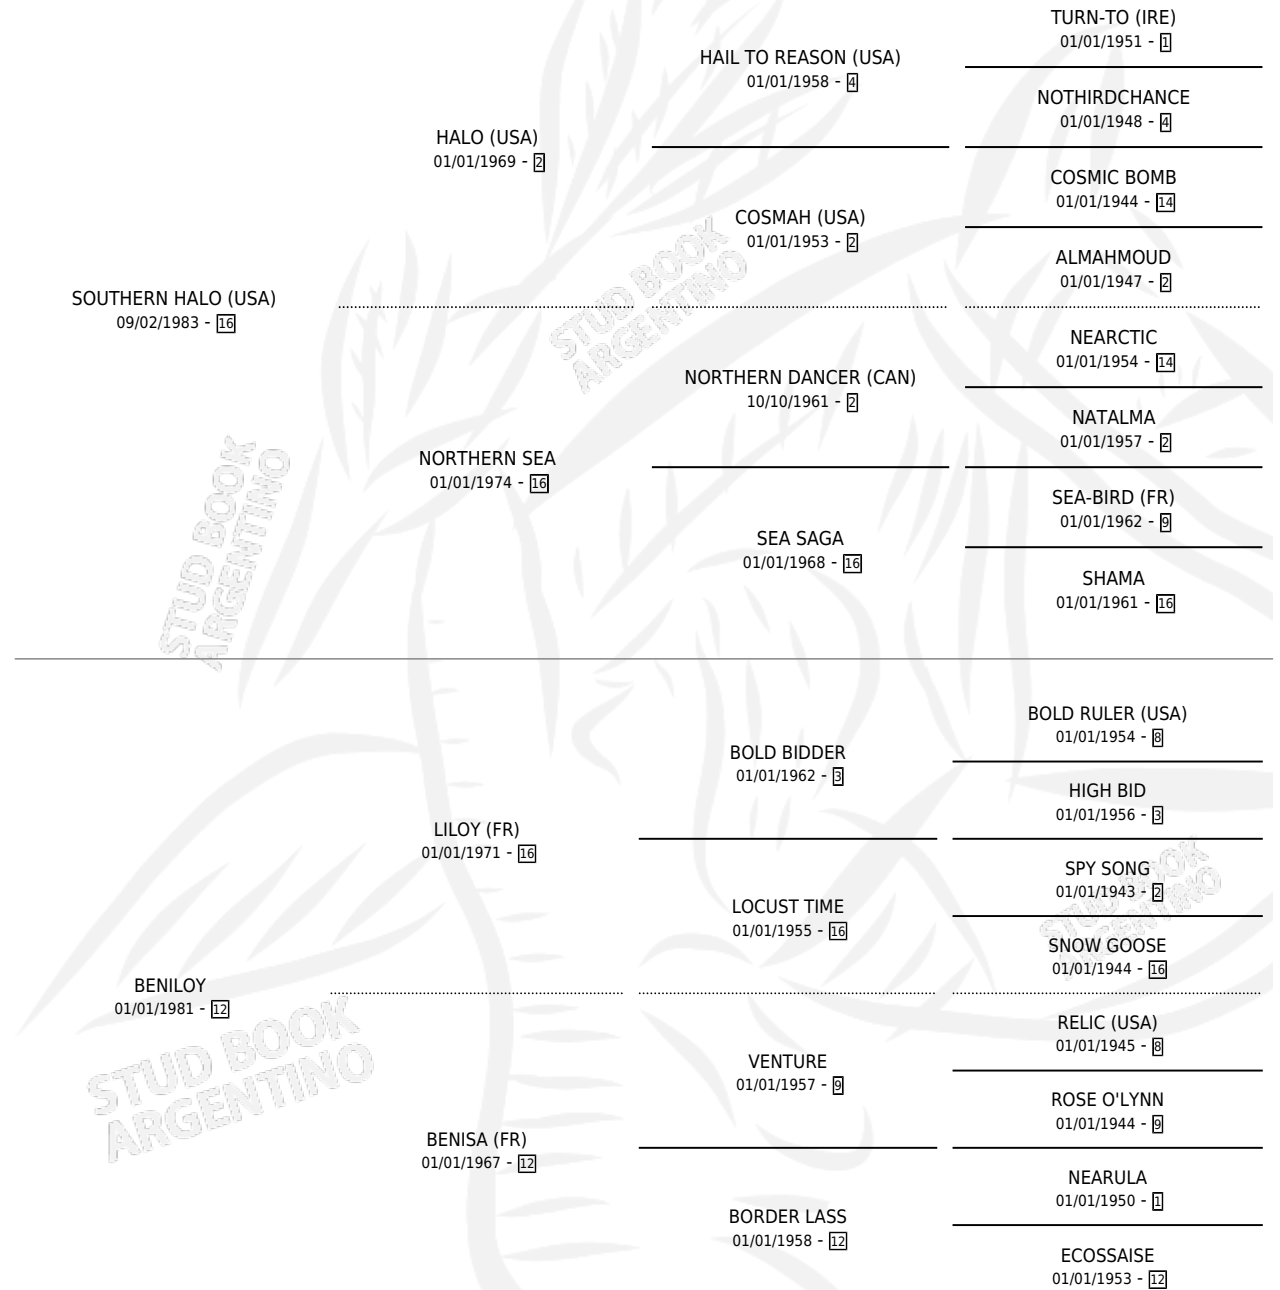 TURN-TO (IRE)
01/01/1951 - 1
HAIL TO REASON (USA)
01/01/1958 - 4
NOTHIRDCHANCE
01/01/1948 - 4
HALO (USA)
01/01/1969 - 2
COSMIC BOMB
01/01/1944 - 14
COSMAH (USA)
01/01/1953 - 2
ALMAHMOUD
01/01/1947 - 2
SOUTHERN HALO (USA)
09/02/1983 - 16
STUD BOOK
ARGENTINO
NEARCTIC
01/01/1954 - 14
NORTHERN DANCER (CAN)
10/10/1961 - 2
NATALMA
01/01/1957 - 2
NORTHERN SEA
01/01/1974 - 16
SEA-BIRD (FR)
01/01/1962 - 9
SEA SAGA
01/01/1968 - 16
SHAMA
01/01/1961 - 16
STUD BOOK
ARGENTINO
BOLD RULER (USA)
01/01/1954 - 8
BOLD BIDDER
01/01/1962 - 3
HIGH BID
01/01/1956 - 3
LILOY (FR)
01/01/1971 - 16
SPY SONG
01/01/1943 - 2
LOCUST TIME
01/01/1955 - 16
STUD BOOK
ARGENTINO
SNOW GOOSE
01/01/1944 - 16
BENILOY
01/01/1981 - 12
RELIC (USA)
01/01/1945 - 8
VENTURE
01/01/1957 - 9
STUD BOOK
ARGENTINO
ROSE O'LYNN
01/01/1944 - 9
BENISA (FR)
01/01/1967 - 12
NEARULA
01/01/1950 - 1
BORDER LASS
01/01/1958 - 12
ECOSSAISE
01/01/1953 - 12